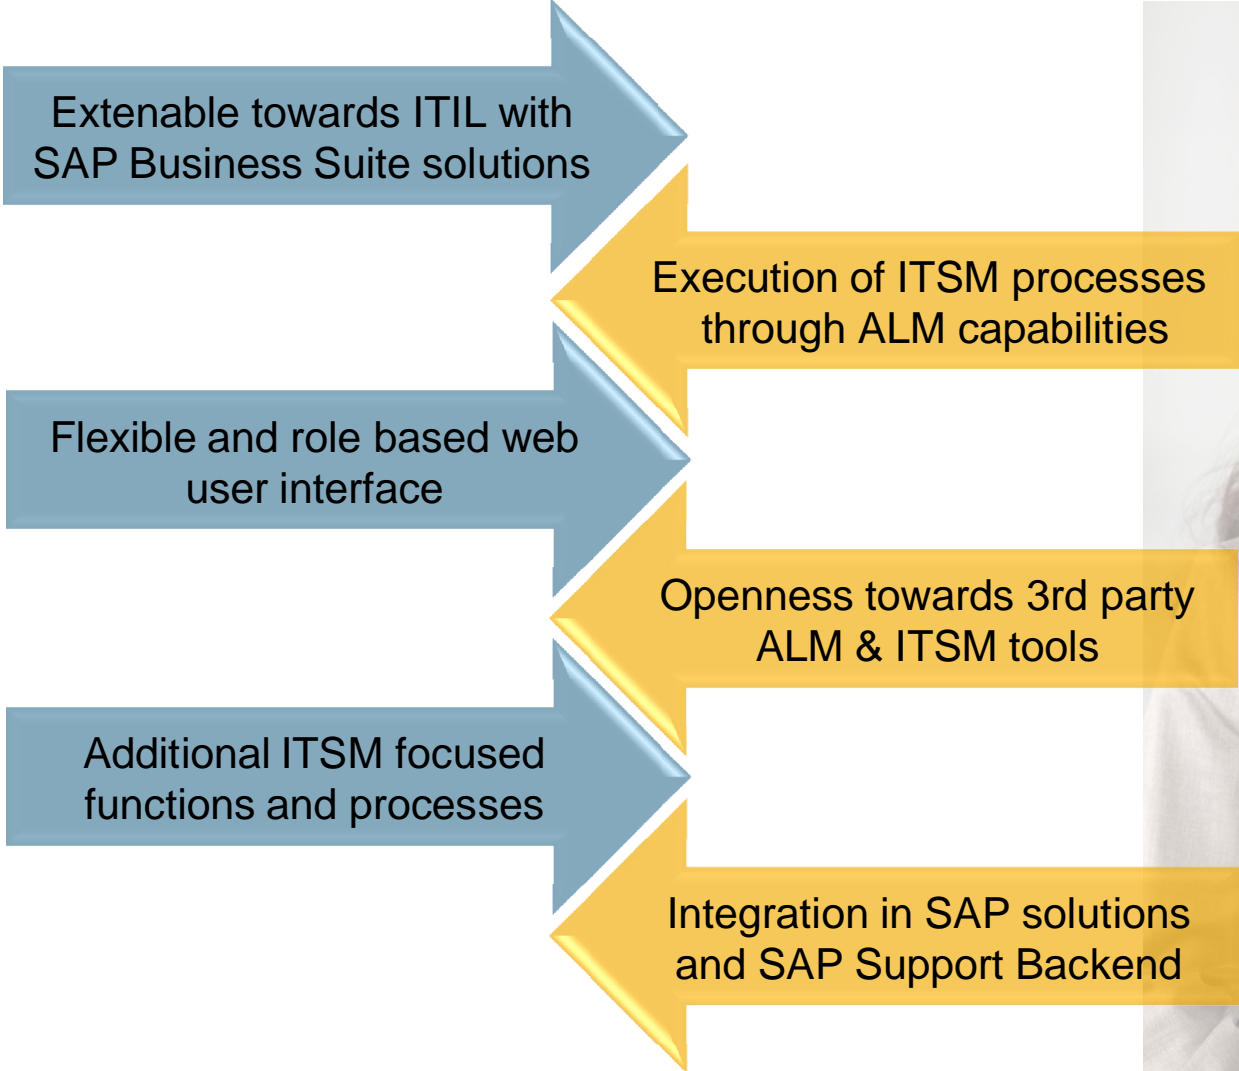 Extenable towards ITIL with
SAP Business Suite solutions
Execution of ITSM processes
through ALM capabilities
Flexible and role based web
user interface
Openness towards 3rd party
ALM & ITSM tools
Additional ITSM focused
functions and processes
Integration in SAP solutions
and SAP Support Backend